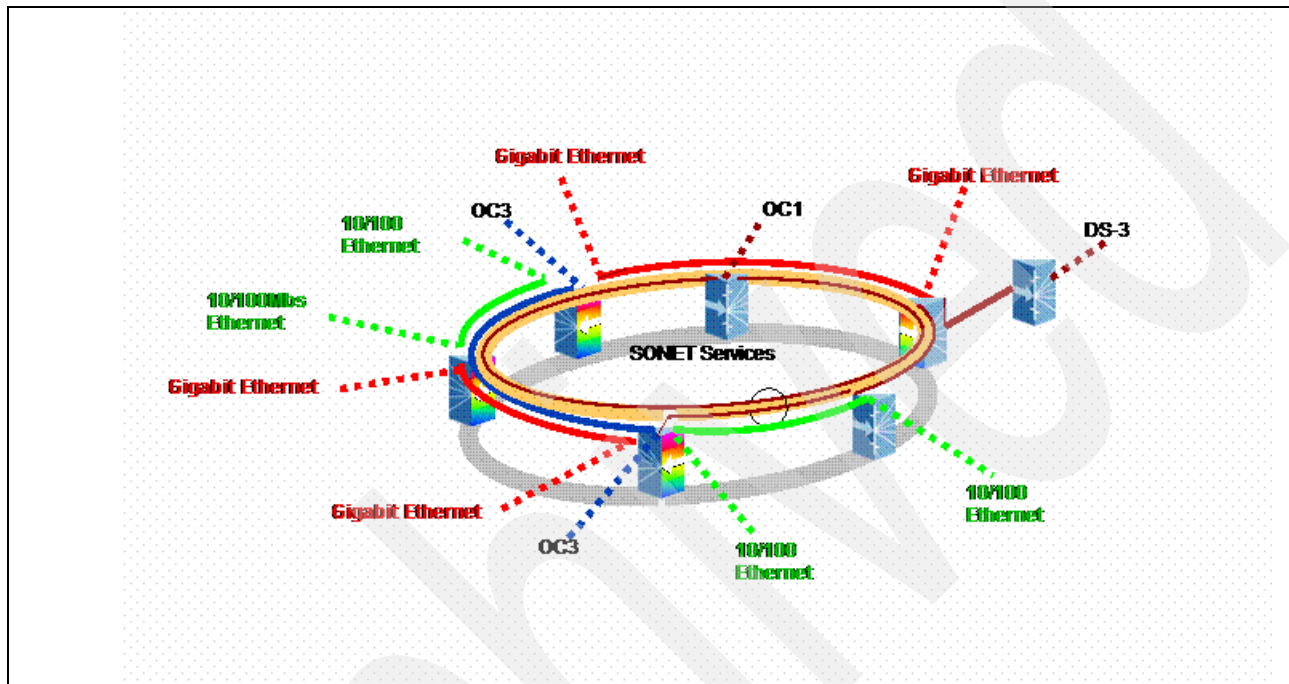 Gigabit Ethernet
Gigabit Ethernet
OC3
OC1
10/100
Ethernet
DS-3
10/100Mbs
Ethernet
SONET Services
Gigabit Ethernet
Gigabit Ethernet
10/100
Ethernet
OC3
10/100
Ethernet